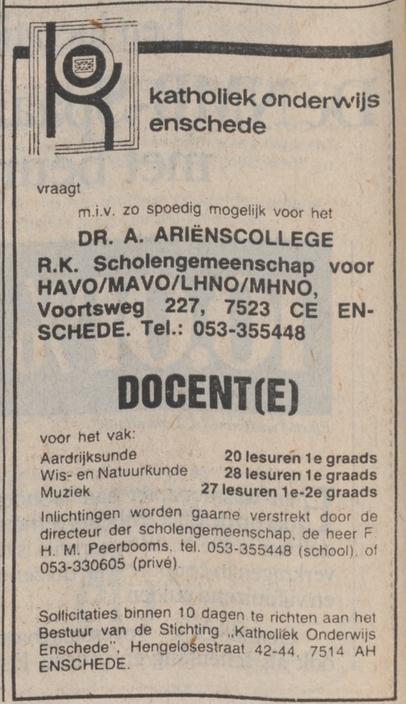 katholiek onderwijs
enschede
vraagt
m.i.v. zo spoedig mogelijk voor het
DR. A. ARIËNSCOLLEGE
R.K. Scholengemeenschap voor
HAVO/MAVO/LHNO/MHNO,
Voortsweg 227, 7523 CE EN-
SCHEDE. Tel.: 053-355448
DOCENT(E)
voor het vak:
Aardrijksunde 20 lesuren 1e graads
Wis- en Natuurkunde 28 lesuren 1e graads
Muziek 27 lesuren 1e-2e graads
Inlichtingen worden gaarne verstrekt door de
directeur der scholengemeenschap, de heer F.
H. M. Peerbooms, tel. 053-355448 (school), of
053-330605 (privé).
Sollicitaties binnen 10 dagen te richten aan het
Bestuur van de Stichting „Katholiek Onderwijs
Enschede", Hengelosestraat 42-44, 7514 AH
ENSCHEDE.